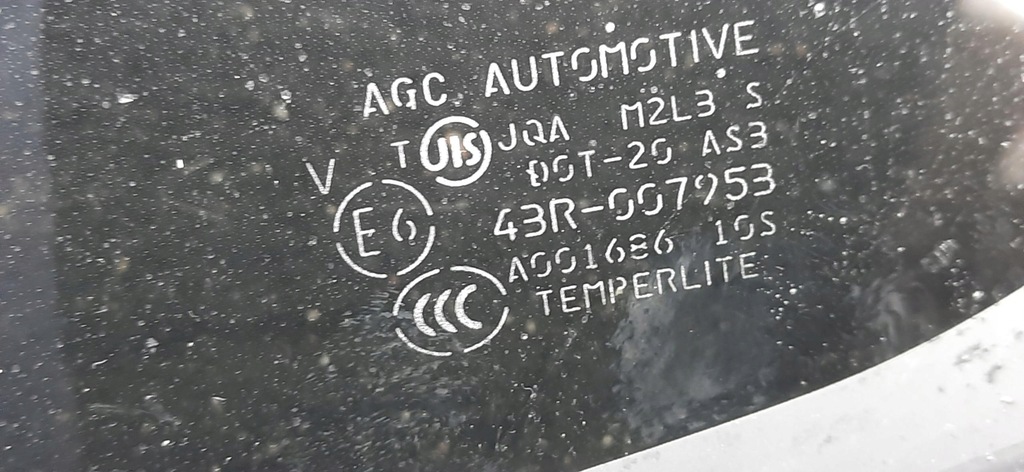 AGC AUTOMOTIVE
T JIS JQA M2L3 S
V DOT-20 AS3
E6 43R-007953
A001686 10S
CCC TEMPERLITE